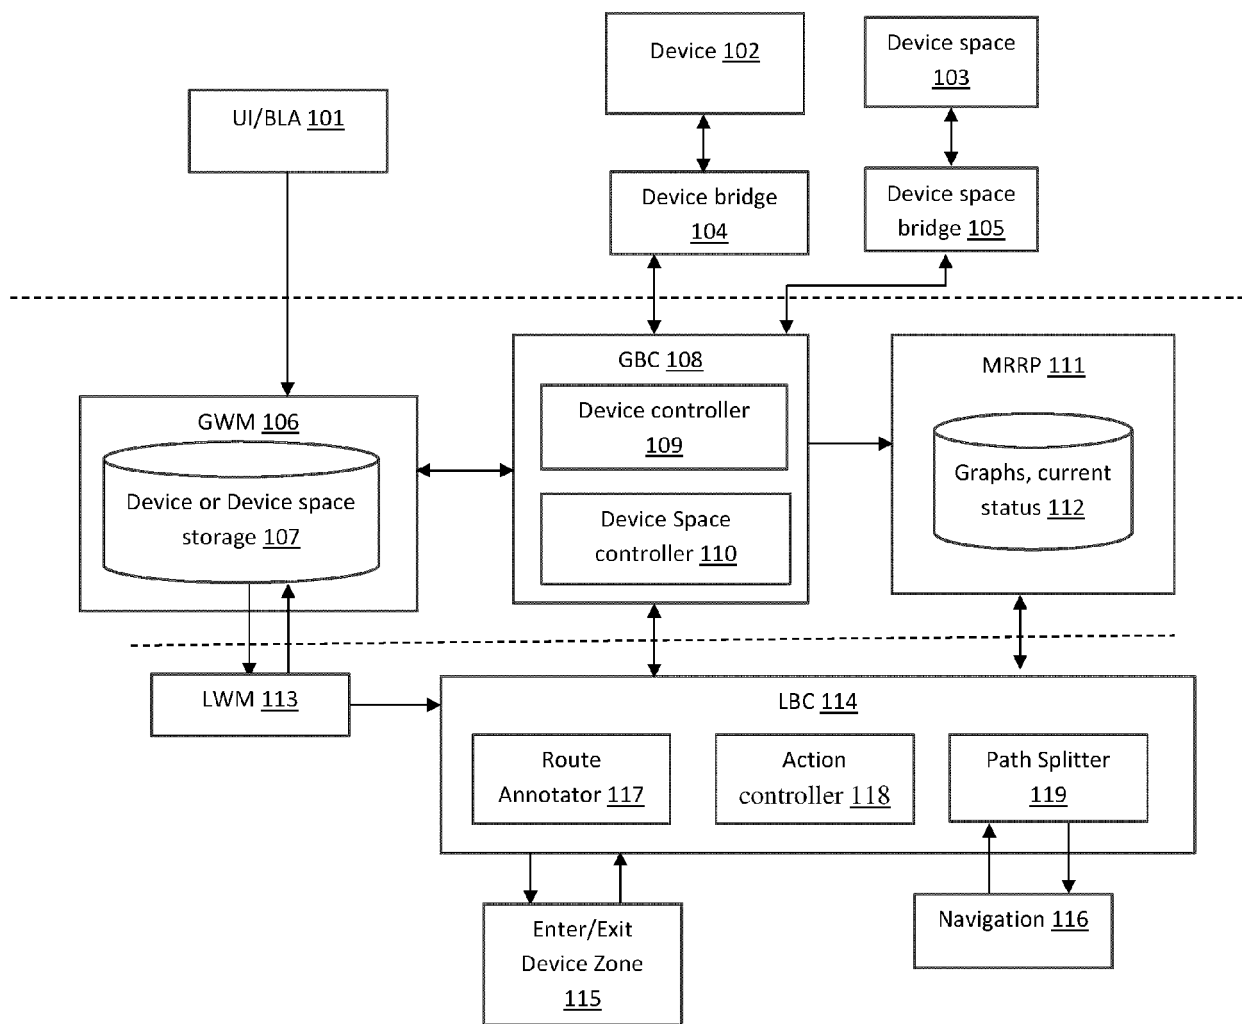 Device 102
Device space
103
UI/BLA 101
Device bridge
104
Device space
bridge 105
GBC 108
MRRP 111
GWM 106
Device controller
109
Graphs, current
status 112
Device or Device space
storage 107
Device Space
controller 110
LWM 113
LBC 114
Route
Annotator 117
Action
controller 118
Path Splitter
119
Enter/Exit
Device Zone
115
Navigation 116